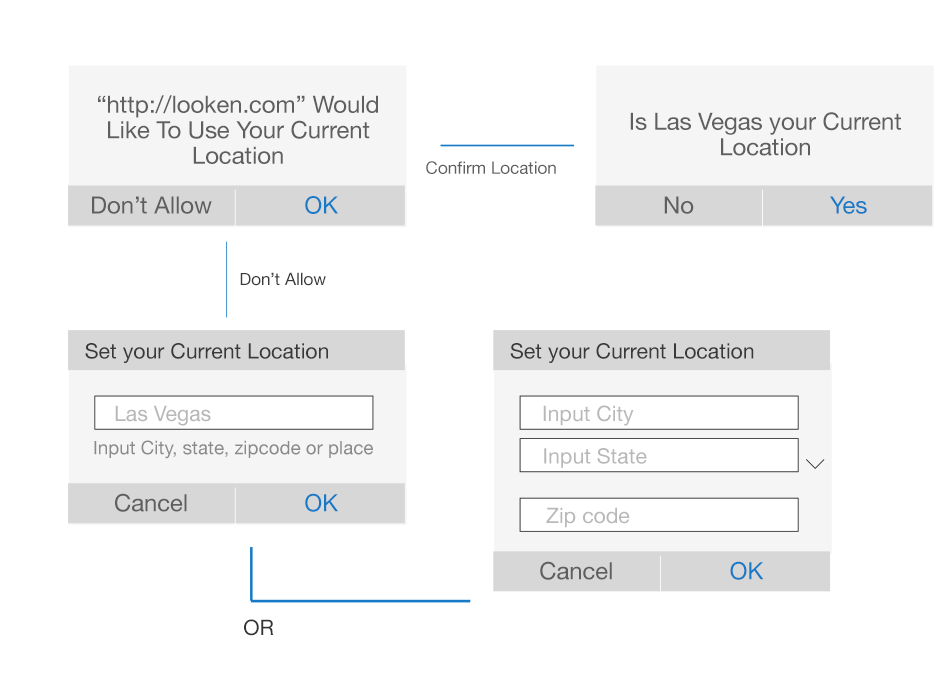 “http://looken.com” Would
Like To Use Your Current
Location
Don’t Allow
OK
Confirm Location
Is Las Vegas your Current
Location
No
Yes
Don’t Allow
Set your Current Location
Las Vegas
Input City, state, zipcode or place
Cancel
OK
OR
Set your Current Location
Input City
Input State
Zip code
Cancel
OK